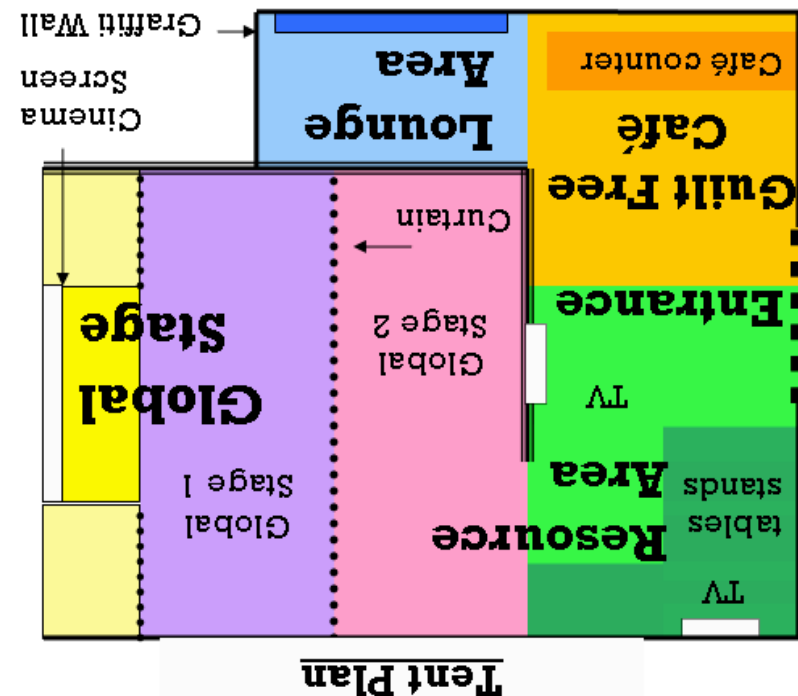 Tent Plan
TV
tables
stands
Resource
Area
TV
Entrance
Global
Stage 2
Curtain
Global
Stage 1
Global
Stage
Guilt Free
Café
Café counter
Lounge
Area
Cinema
Screen
Graffiti Wall